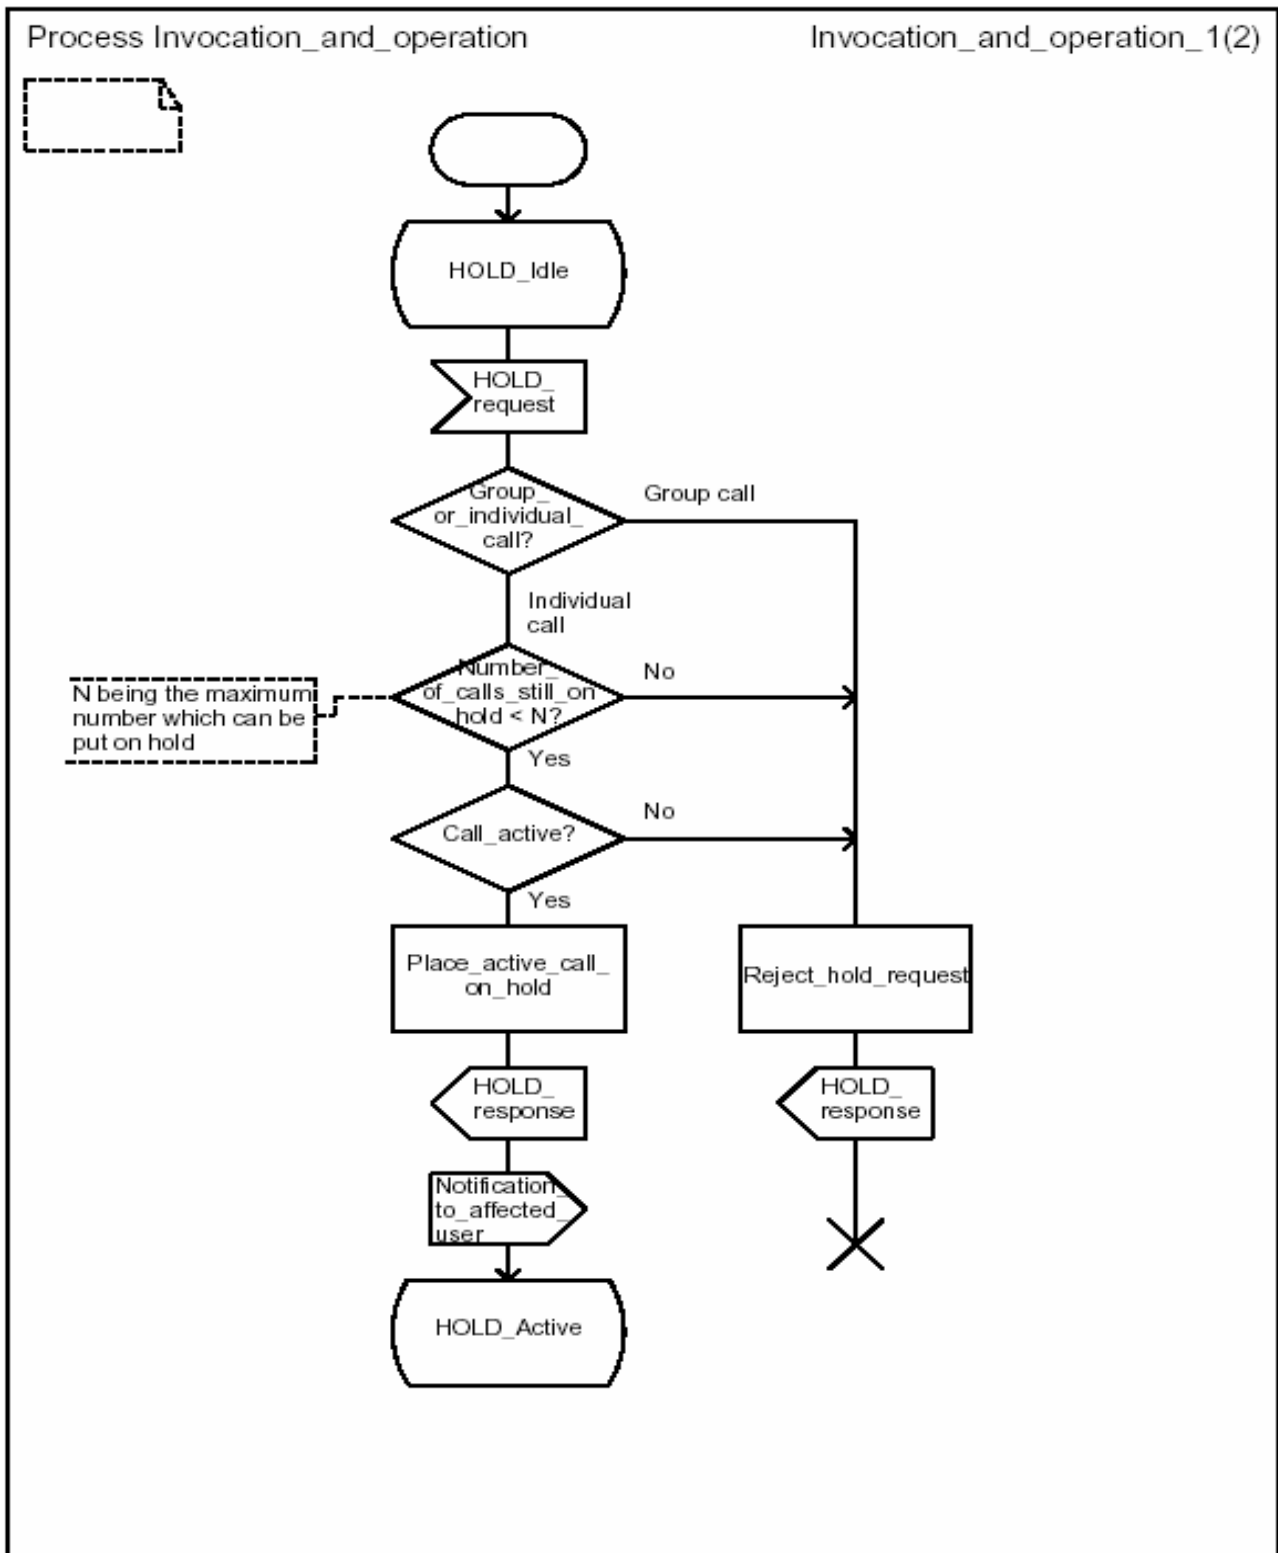 Process Invocation_and_operation
Invocation_and_operation_1(2)
HOLD_Idle
HOLD_
request
Group_
or_individual_
call?
Group call
Individual
call
Number_
of_calls_still_on
hold < N?
No
N being the maximum
number which can be
put on hold
Yes
Call_active?
No
Yes
Place_active_call_
on_hold
Reject_hold_request
HOLD_
response
HOLD_
response
Notification_
to_affected_
user
HOLD_Active